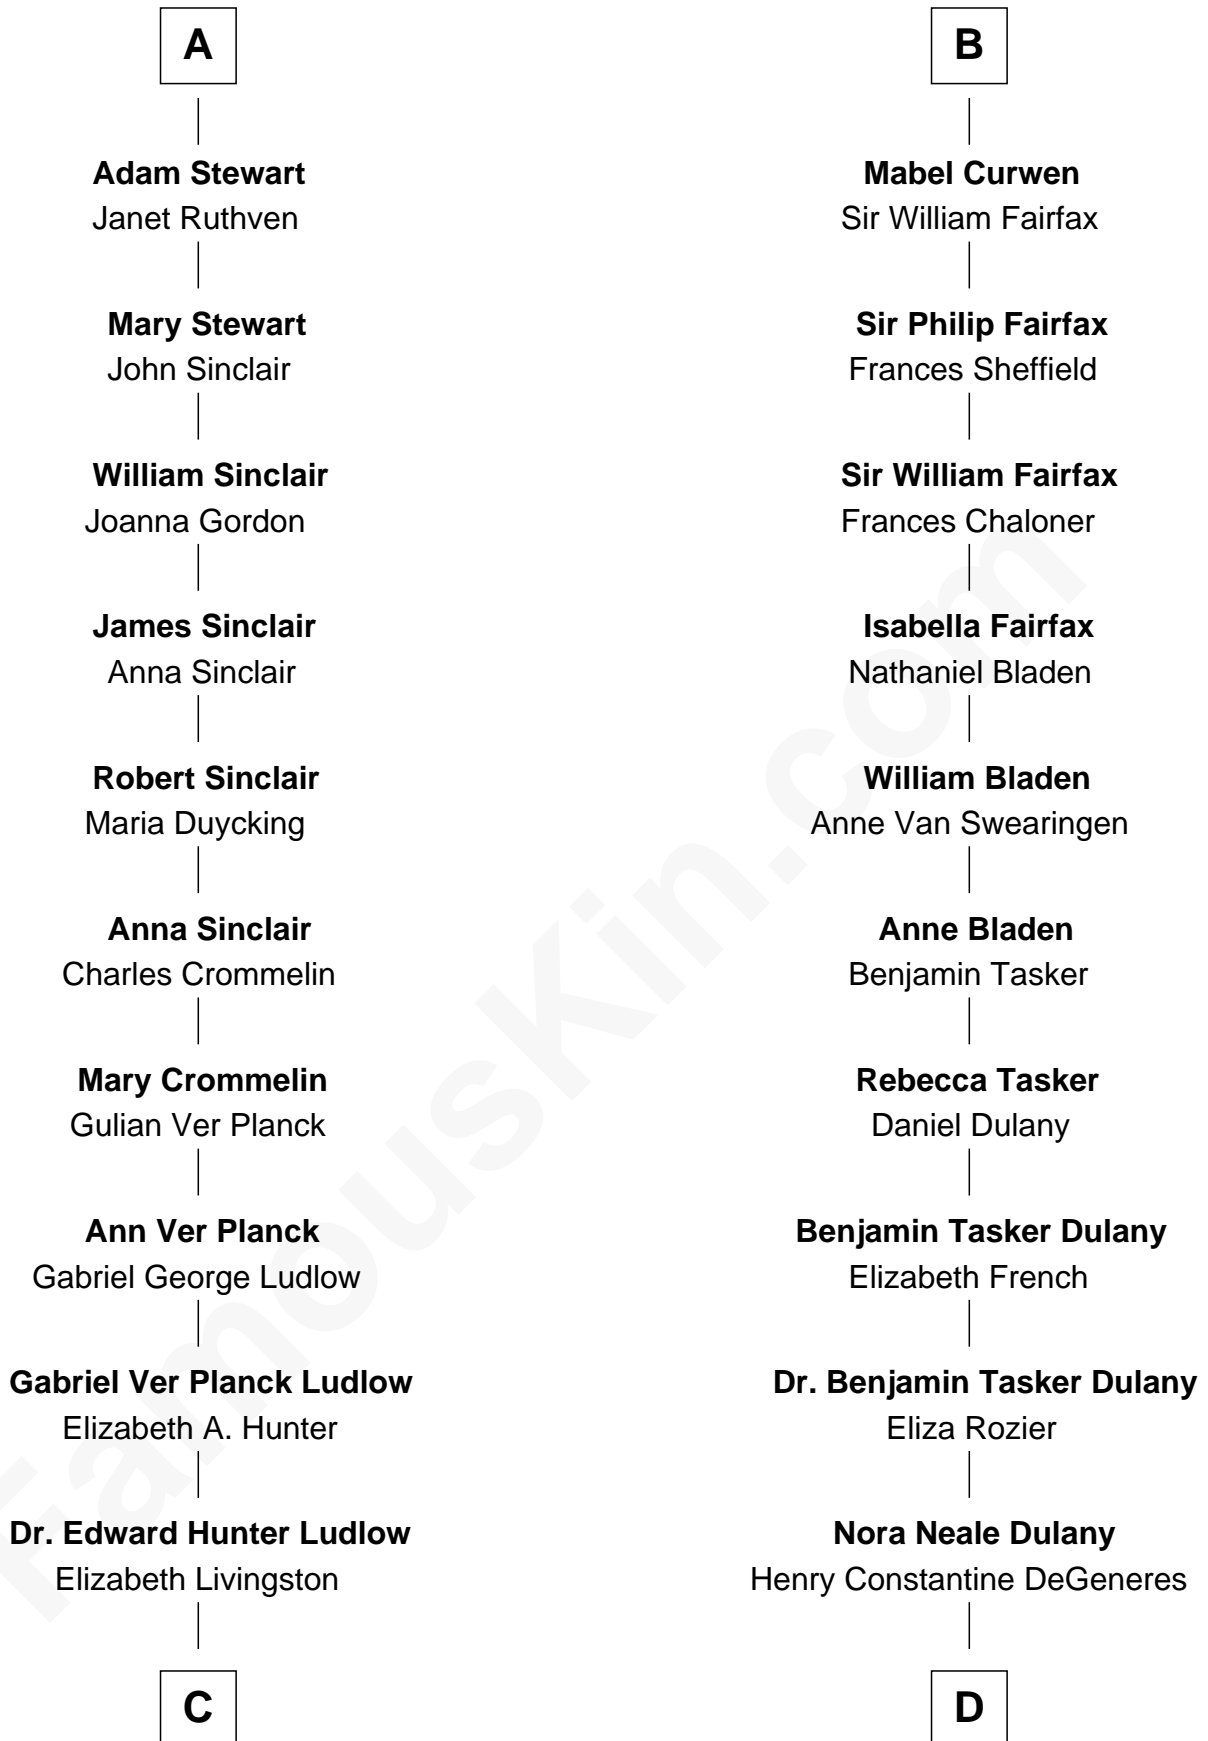 A
Adam Stewart
Janet Ruthven
Mary Stewart
John Sinclair
William Sinclair
Joanna Gordon
James Sinclair
Anna Sinclair
Robert Sinclair
Maria Duycking
Anna Sinclair
Charles Crommelin
Mary Crommelin
Gulian Ver Planck
Ann Ver Planck
Gabriel George Ludlow
Gabriel Ver Planck Ludlow
Elizabeth A. Hunter
Dr. Edward Hunter Ludlow
Elizabeth Livingston
C
B
Mabel Curwen
Sir William Fairfax
Sir Philip Fairfax
Frances Sheffield
Sir William Fairfax
Frances Chaloner
Isabella Fairfax
Nathaniel Bladen
William Bladen
Anne Van Swearingen
Anne Bladen
Benjamin Tasker
Rebecca Tasker
Daniel Dulany
Benjamin Tasker Dulany
Elizabeth French
Dr. Benjamin Tasker Dulany
Eliza Rozier
Nora Neale Dulany
Henry Constantine DeGeneres
D
FamousKin.com